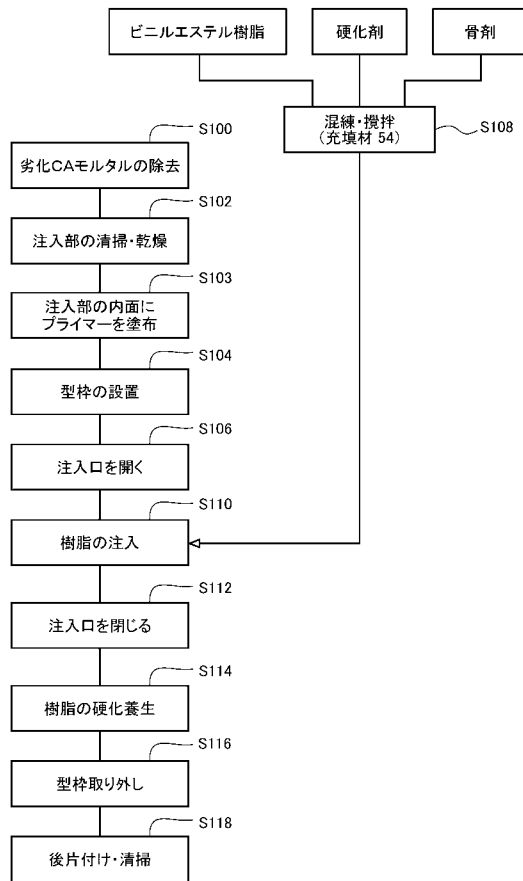 ビニルエステル樹脂
硬化剤
骨剤
混練・攪拌
(充填材 54)
S108
S100
劣化CAモルタルの除去
S102
注入部の清掃・乾燥
S103
注入部の内面に
プライマーを塗布
S104
型枠の設置
S106
注入口を開く
S110
樹脂の注入
S112
注入口を閉じる
S114
樹脂の硬化養生
S116
型枠取り外し
S118
後片付け・清掃